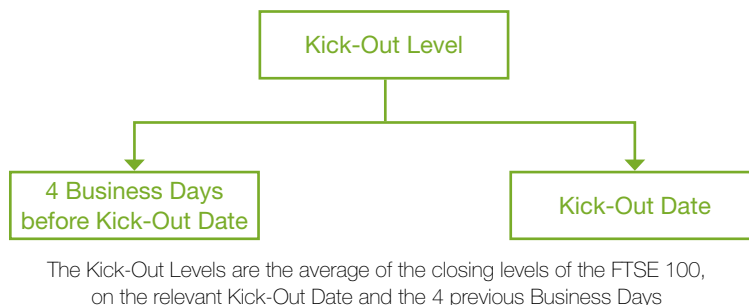 Kick-Out Level
4 Business Days
before Kick-Out Date
Kick-Out Date
The Kick-Out Levels are the average of the closing levels of the FTSE 100,
on the relevant Kick-Out Date and the 4 previous Business Days